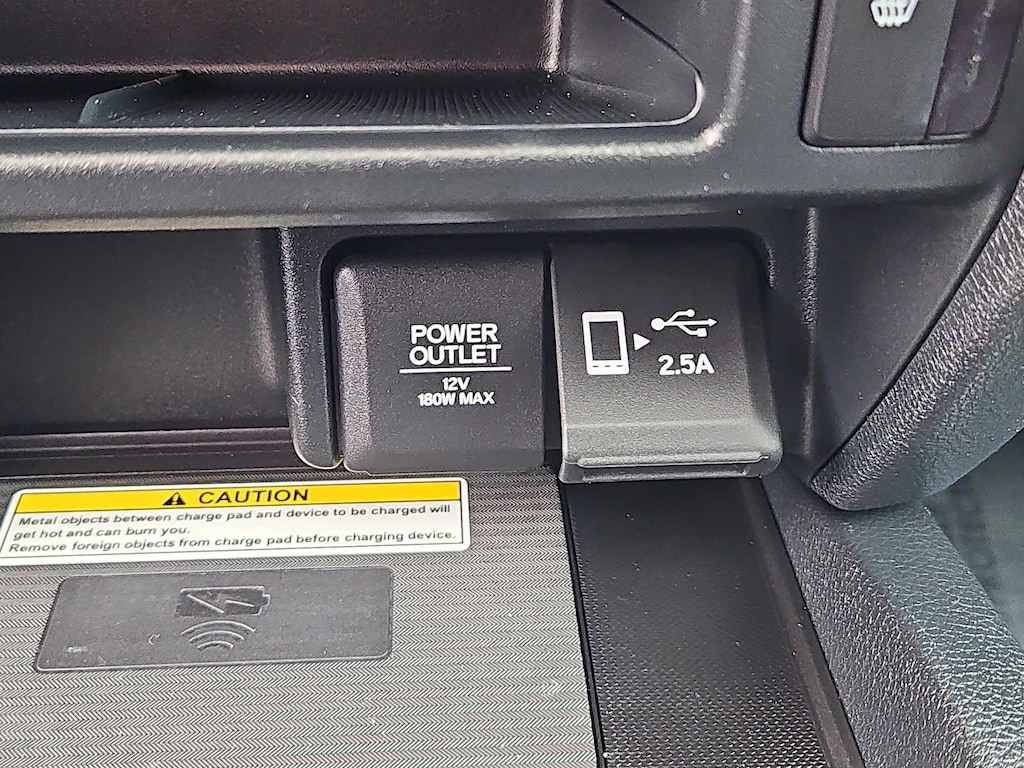 POWER
OUTLET
12V
180W MAX
2.5A
CAUTION
Metal objects between charge pad and device to be charged will
get hot and can burn you.
Remove foreign objects from charge pad before charging device.